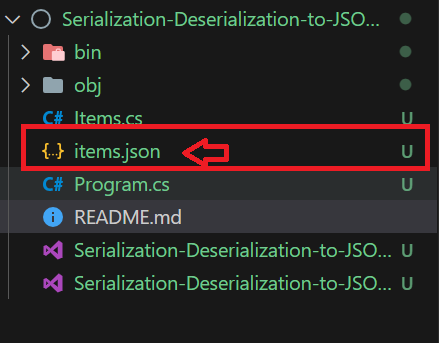 Serialization-Deserialization-to-JSO...
bin
obj
C# Items.cs U
{..} items.json U
C# Program.cs U
README.md
Serialization-Deserialization-to-JSO... U
Serialization-Deserialization-to-JSO... U